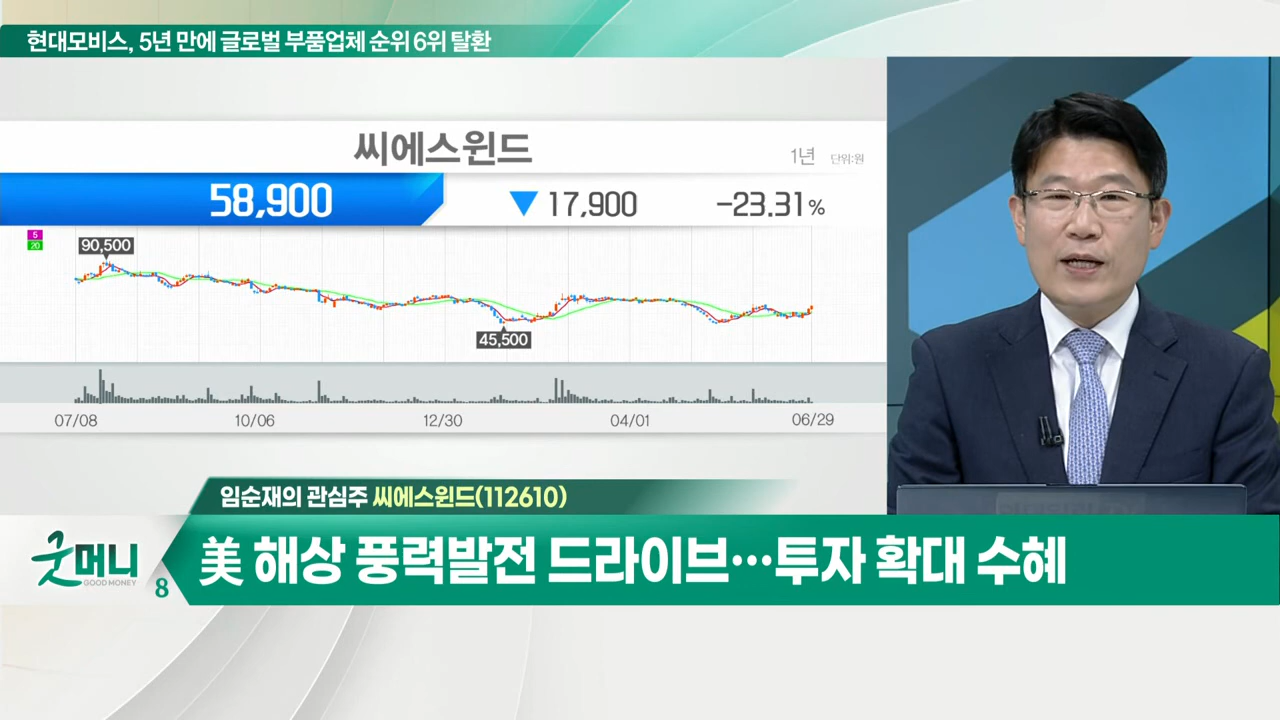 현대모비스, 5년 만에 글로벌 부품업체 순위 6위 탈환
씨에스윈드
1년 단위:원
58,900 ▼ 17,900 -23.31%
5
20
90,500
45,500
07/08 10/06 12/30 04/01 06/29
임순재의 관심주 씨에스윈드(112610)
굿머니
GOOD MONEY
8
美 해상 풍력발전 드라이브…투자 확대 수혜